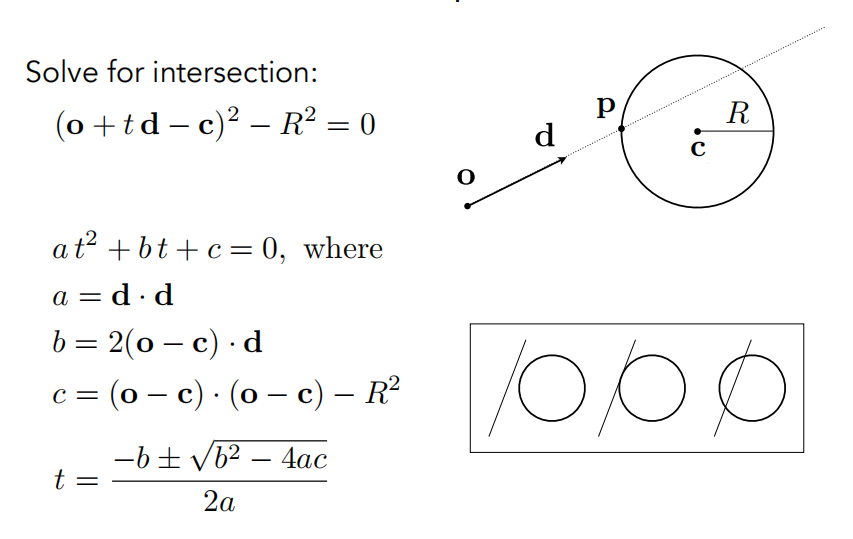 Solve for intersection:
(o + t d − c)² − R² = 0
a t² + b t + c = 0, where
a = d · d
b = 2(o − c) · d
c = (o − c) · (o − c) − R²
t = (−b ± √(b² − 4ac)) / 2a
o
d
p
R
c